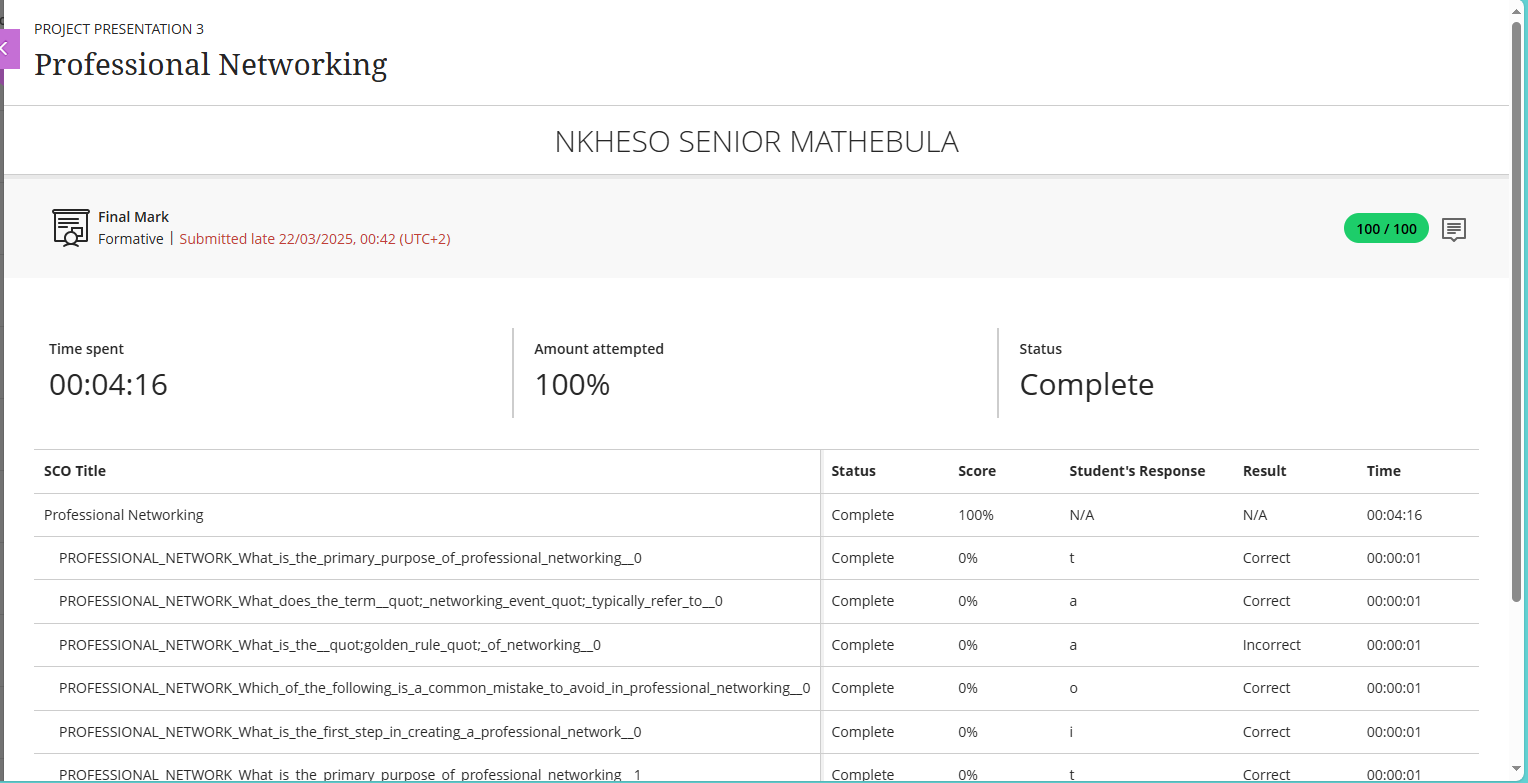 PROJECT PRESENTATION 3
Professional Networking
NKHESO SENIOR MATHEBULA
Final Mark
Formative | Submitted late 22/03/2025, 00:42 (UTC+2)
100 / 100
Time spent
00:04:16
Amount attempted
100%
Status
Complete
SCO Title Status Score Student's Response Result Time
Professional Networking Complete 100% N/A N/A 00:04:16
PROFESSIONAL_NETWORK_What_is_the_primary_purpose_of_professional_networking__0 Complete 0% t Correct 00:00:01
PROFESSIONAL_NETWORK_What_does_the_term__quot;_networking_event_quot;_typically_refer_to__0 Complete 0% a Correct 00:00:01
PROFESSIONAL_NETWORK_What_is_the__quot;golden_rule_quot;_of_networking__0 Complete 0% a Incorrect 00:00:01
PROFESSIONAL_NETWORK_Which_of_the_following_is_a_common_mistake_to_avoid_in_professional_networking__0 Complete 0% o Correct 00:00:01
PROFESSIONAL_NETWORK_What_is_the_first_step_in_creating_a_professional_network__0 Complete 0% i Correct 00:00:01
PROFESSIONAL_NETWORK_What_is_the_primary_purpose_of_professional_networking__1 Complete 0% t Correct 00:00:01